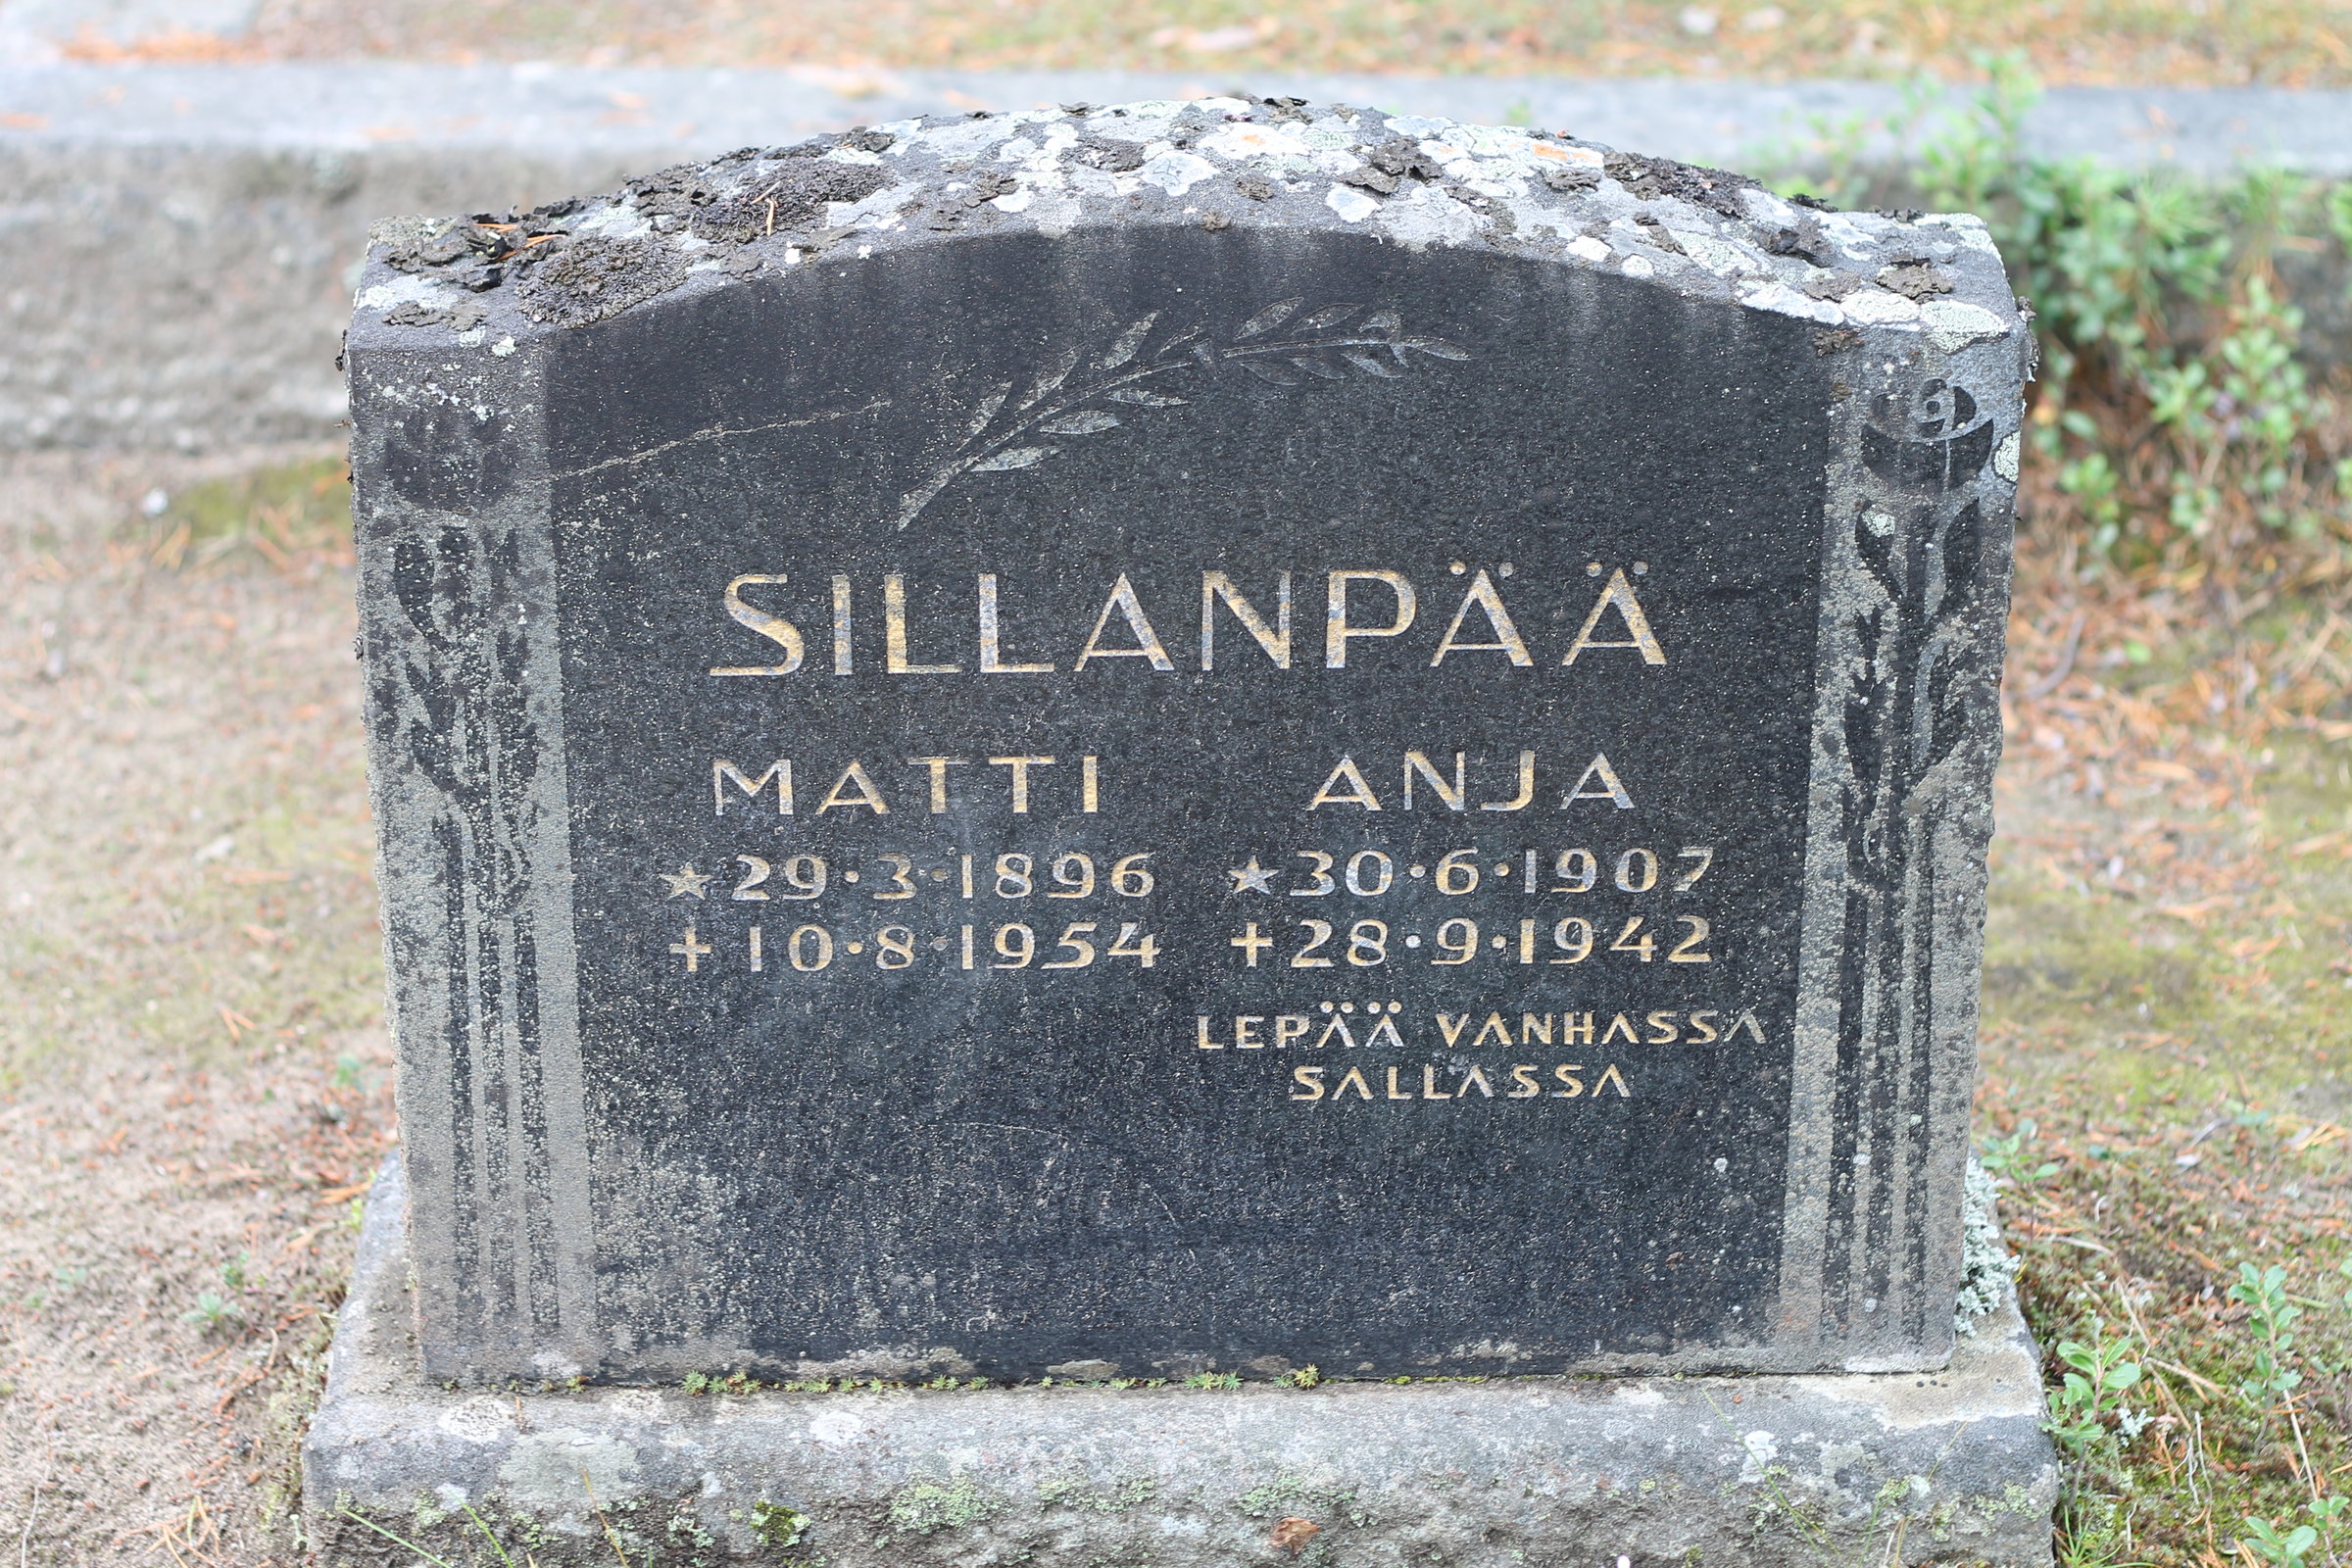 SILLANPÄÄ
MATTI ANJA
★29·3·1896 ★30·6·1907
+10·8·1954 +28·9·1942
LEPÄÄ VANHASSA
SALLASSA